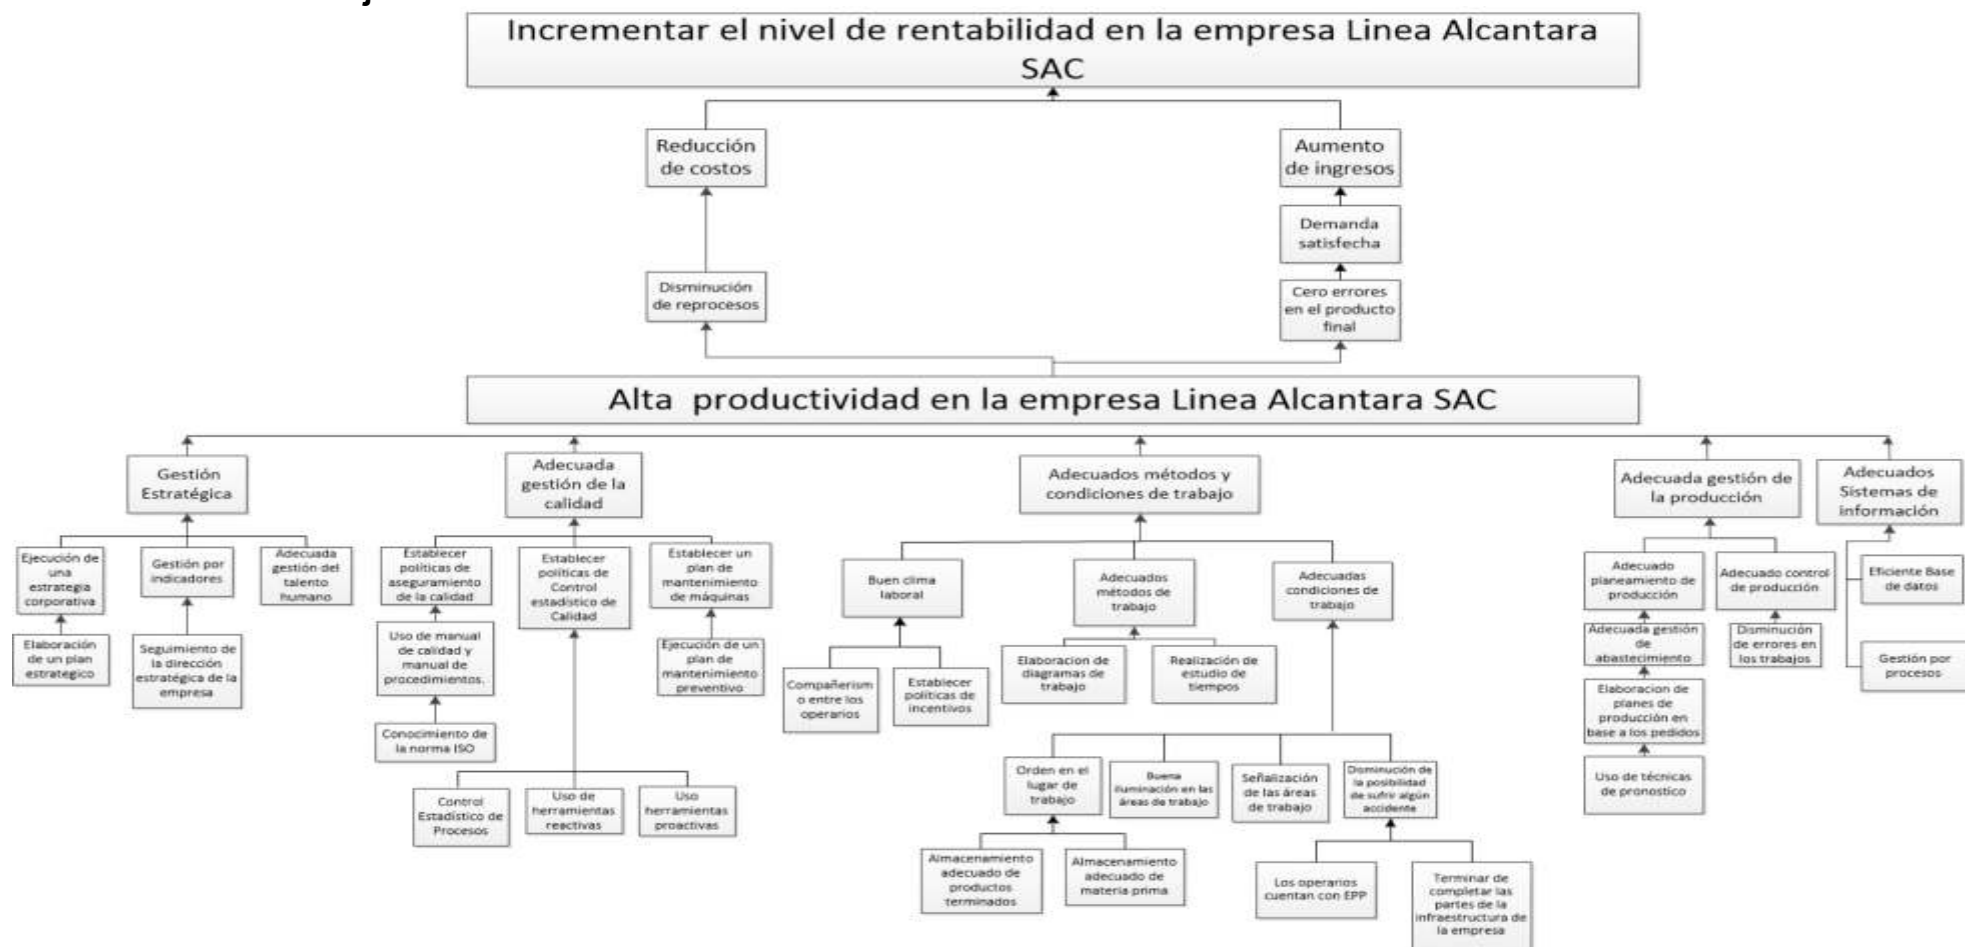 j
Incrementar el nivel de rentabilidad en la empresa Linea Alcantara
SAC
Reducción
de costos
Aumento
de ingresos
Demanda
satisfecha
Disminución
de reprocesos
Cero errores
en el producto
final
Alta productividad en la empresa Linea Alcantara SAC
Gestión
Estratégica
Adecuada
gestión de la
calidad
Adecuados métodos y
condiciones de trabajo
Adecuada gestión de
la producción
Adecuados
Sistemas de
información
Ejecución de
una
estrategia
corporativa
Gestión por
indicadores
Adecuada
gestión del
talento
humano
Establecer
políticas de
aseguramiento
de la calidad
Establecer
políticas de
Control
estadístico de
Calidad
Establecer un
plan de
mantenimiento
de máquinas
Buen clima
laboral
Adecuados
métodos de
trabajo
Adecuadas
condiciones de
trabajo
Adecuado
planeamiento de
producción
Adecuado control
de producción
Eficiente Base
de datos
Elaboración
de un plan
estrategico
Seguimiento de
la dirección
estratégica de la
empresa
Uso de manual
de calidad y
manual de
procedimientos.
Ejecución de un
plan de
mantenimiento
preventivo
Compañerism
o entre los
operarios
Establecer
políticas de
incentivos
Elaboracion de
diagramas de
trabajo
Realización de
estudio de
tiempos
Adecuada gestión
de
abastecimiento
Disminución
de errores en
los trabajos
Gestión por
procesos
Conocimiento de
la norma ISO
Elaboracion de
planes de
producción en
base a los pedidos
Control
Estadístico de
Procesos
Uso de
herramientas
reactivas
Uso
herramientas
proactivas
Orden en el
lugar de
trabajo
Buena
iluminación en las
áreas de trabajo
Señalización
de las áreas
de trabajo
Disminución de
la posibilidad
de sufrir algún
accidente
Uso de técnicas
de pronostico
Almacenamiento
adecuado de
productos
terminados
Almacenamiento
adecuado de
materia prima
Los operarios
cuentan con EPP
Terminar de
completar las
partes de la
infraestructura de
la empresa